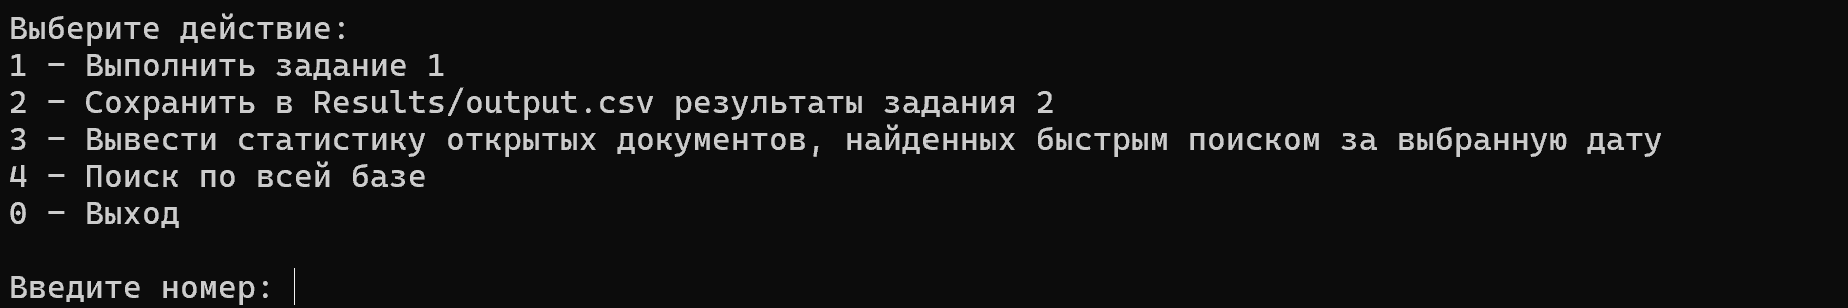 Выберите действие:
1 − Выполнить задание 1
2 − Сохранить в Results/output.csv результаты задания 2
3 − Вывести статистику открытых документов, найденных быстрым поиском за выбранную дату
4 − Поиск по всей базе
0 − Выход
Введите номер: